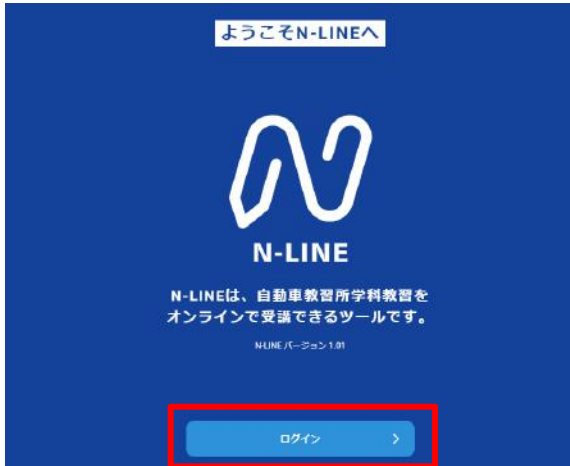 ようこそN-LINEへ
N-LINE
N-LINEは、自動車教習所学科教習を
オンラインで受講できるツールです。
N-LINE バージョン 1.01
ログイン